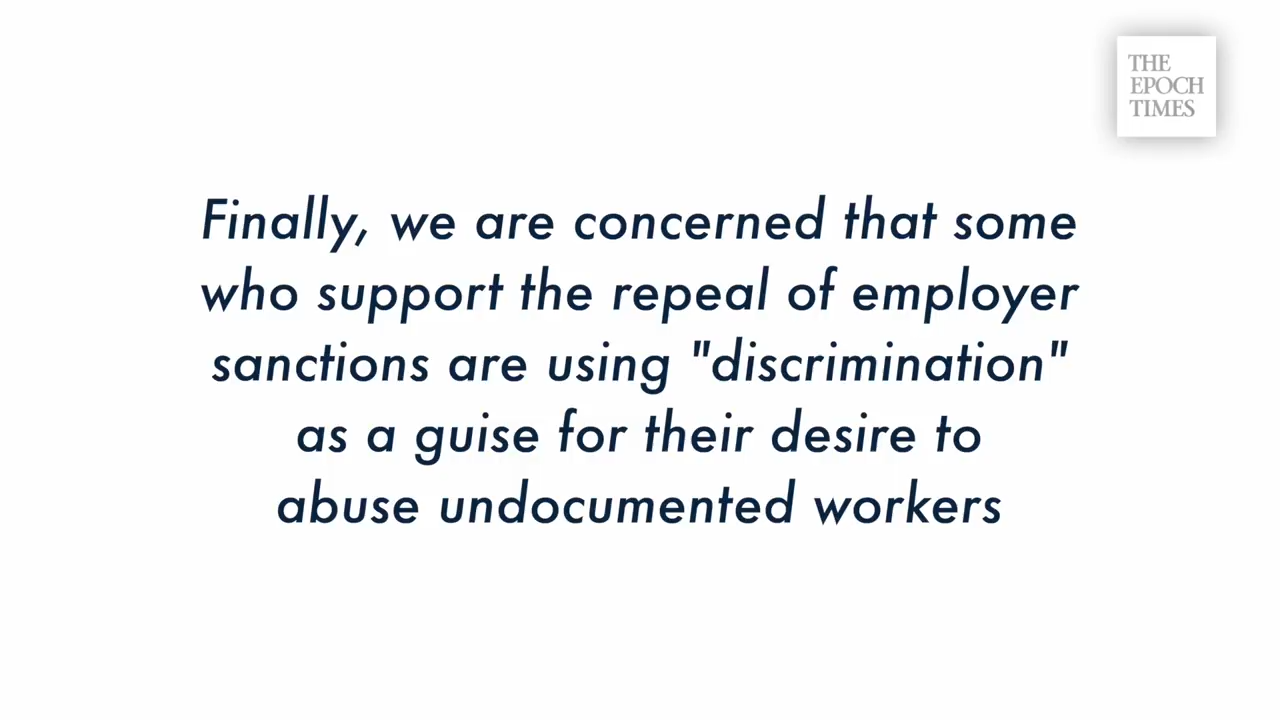 THE
EPOCH
TIMES
Finally, we are concerned that some
who support the repeal of employer
sanctions are using "discrimination"
as a guise for their desire to
abuse undocumented workers